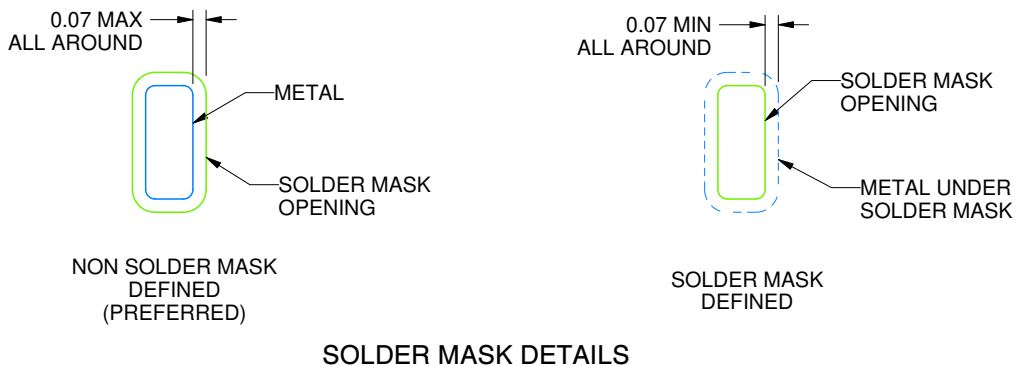 0.07 MAX
ALL AROUND
METAL
SOLDER MASK
OPENING
NON SOLDER MASK
DEFINED
(PREFERRED)
0.07 MIN
ALL AROUND
SOLDER MASK
OPENING
METAL UNDER
SOLDER MASK
SOLDER MASK
DEFINED
SOLDER MASK DETAILS